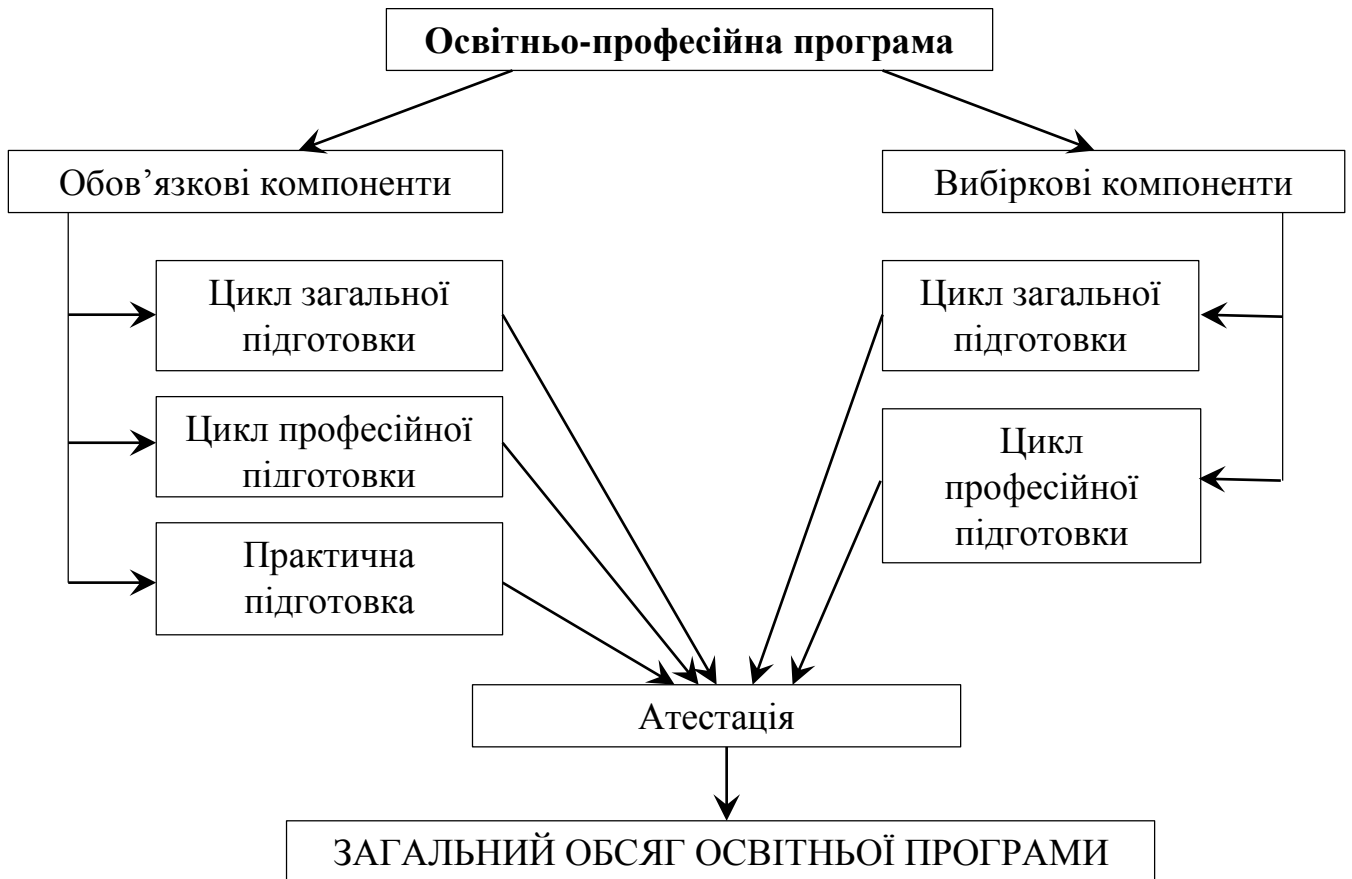 Освітньо-професійна програма
Обов’язкові компоненти
Вибіркові компоненти
Цикл загальної
підготовки
Цикл загальної
підготовки
Цикл професійної
підготовки
Цикл
професійної
підготовки
Практична
підготовка
Атестація
ЗАГАЛЬНИЙ ОБСЯГ ОСВІТНЬОЇ ПРОГРАМИ